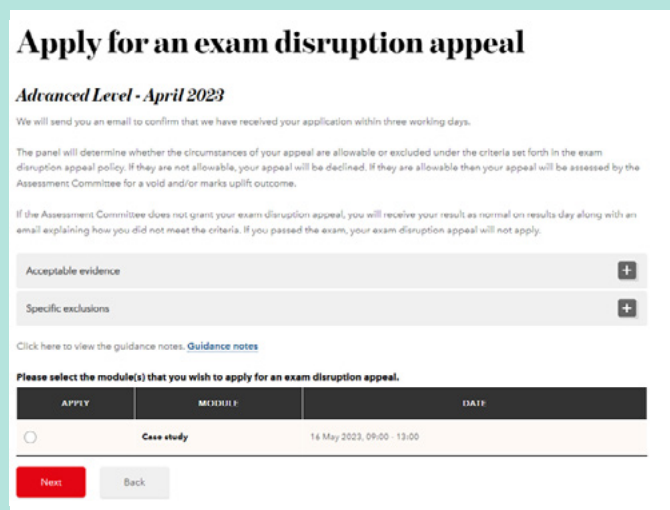 Apply for an exam disruption appeal
Advanced Level - April 2023
We will send you an email to confirm that we have received your application within three working days.
The panel will determine whether the circumstances of your appeal are allowable or excluded under the criteria set forth in the exam
disruption appeal policy. If they are not allowable, your appeal will be declined. If they are allowable then your appeal will be assessed by the
Assessment Committee for a void and/or marks uplift outcome.
If the Assessment Committee does not grant your exam disruption appeal, you will receive your result as normal on results day along with an
email explaining how you did not meet the criteria. If you passed the exam, your exam disruption appeal will not apply.
Acceptable evidence
Specific exclusions
Click here to view the guidance notes. Guidance notes
Please select the module(s) that you wish to apply for an exam disruption appeal.
APPLY MODULE DATE
Case study 16 May 2023, 09:00 - 13:00
Next Back